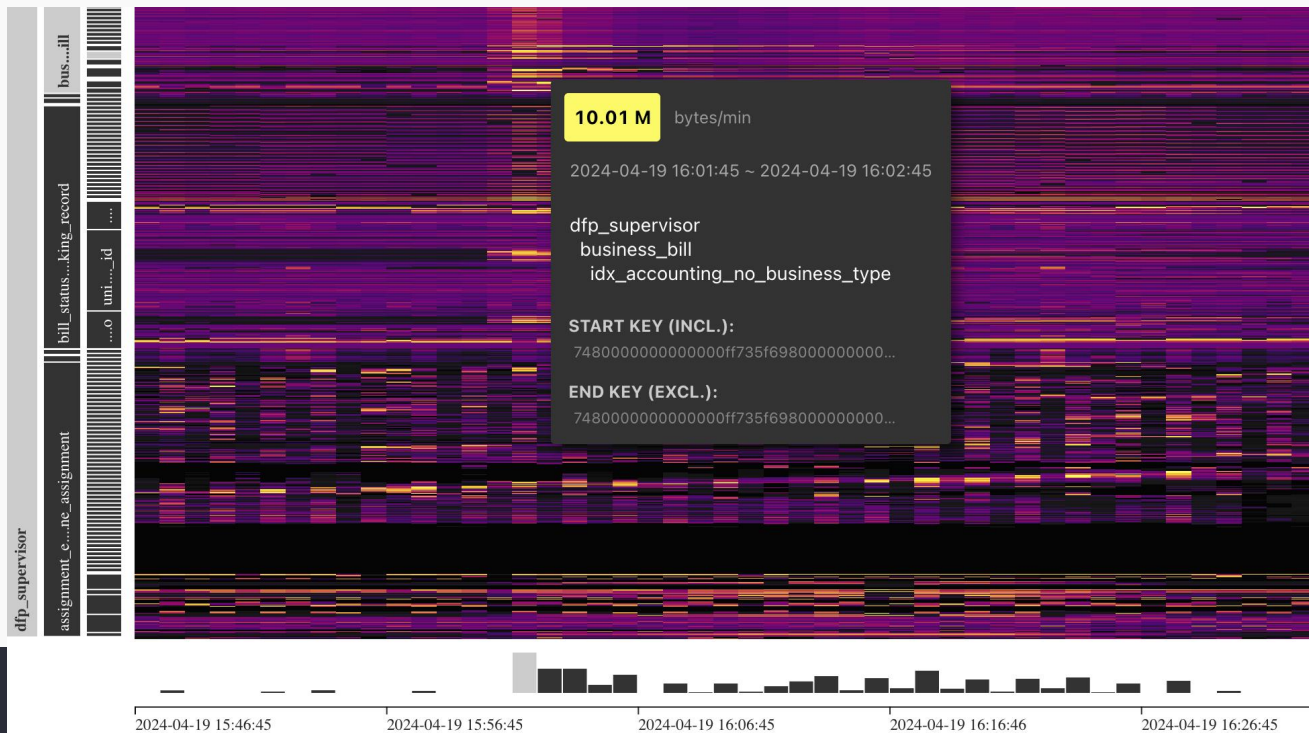 bus....ill
bill_status....king_record
assignment_e....ne_assignment
dfp_supervisor
....
uni...._id
....o
10.01 M bytes/min
2024-04-19 16:01:45 ~ 2024-04-19 16:02:45
dfp_supervisor
business_bill
idx_accounting_no_business_type
START KEY (INCL.):
7480000000000000ff735f698000000000...
END KEY (EXCL.):
7480000000000000ff735f698000000000...
2024-04-19 15:46:45 2024-04-19 15:56:45 2024-04-19 16:06:45 2024-04-19 16:16:46 2024-04-19 16:26:45